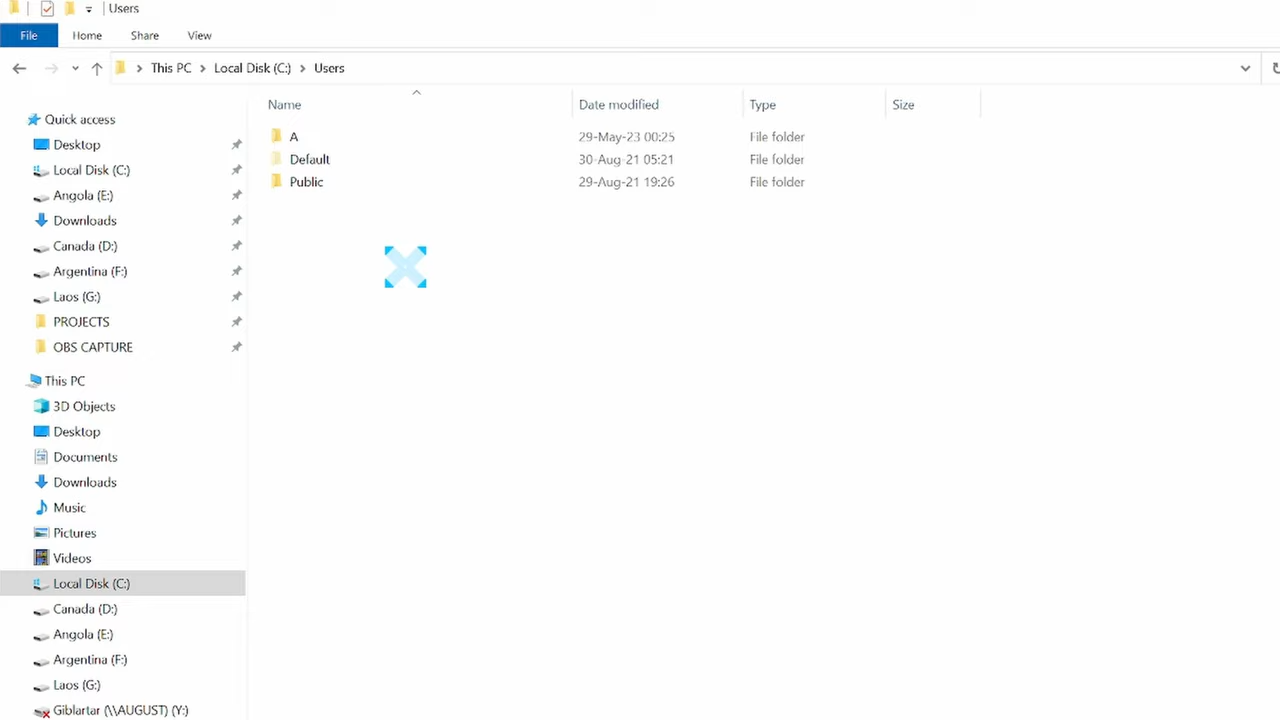 Users
File Home Share View
This PC Local Disk (C:) Users
Name Date modified Type Size
A 29-May-23 00:25 File folder
Default 30-Aug-21 05:21 File folder
Public 29-Aug-21 19:26 File folder
Quick access
Desktop
Local Disk (C:)
Angola (E:)
Downloads
Canada (D:)
Argentina (F:)
Laos (G:)
PROJECTS
OBS CAPTURE
This PC
3D Objects
Desktop
Documents
Downloads
Music
Pictures
Videos
Local Disk (C:)
Canada (D:)
Angola (E:)
Argentina (F:)
Laos (G:)
Giblartar (\\AUGUST) (Y:)